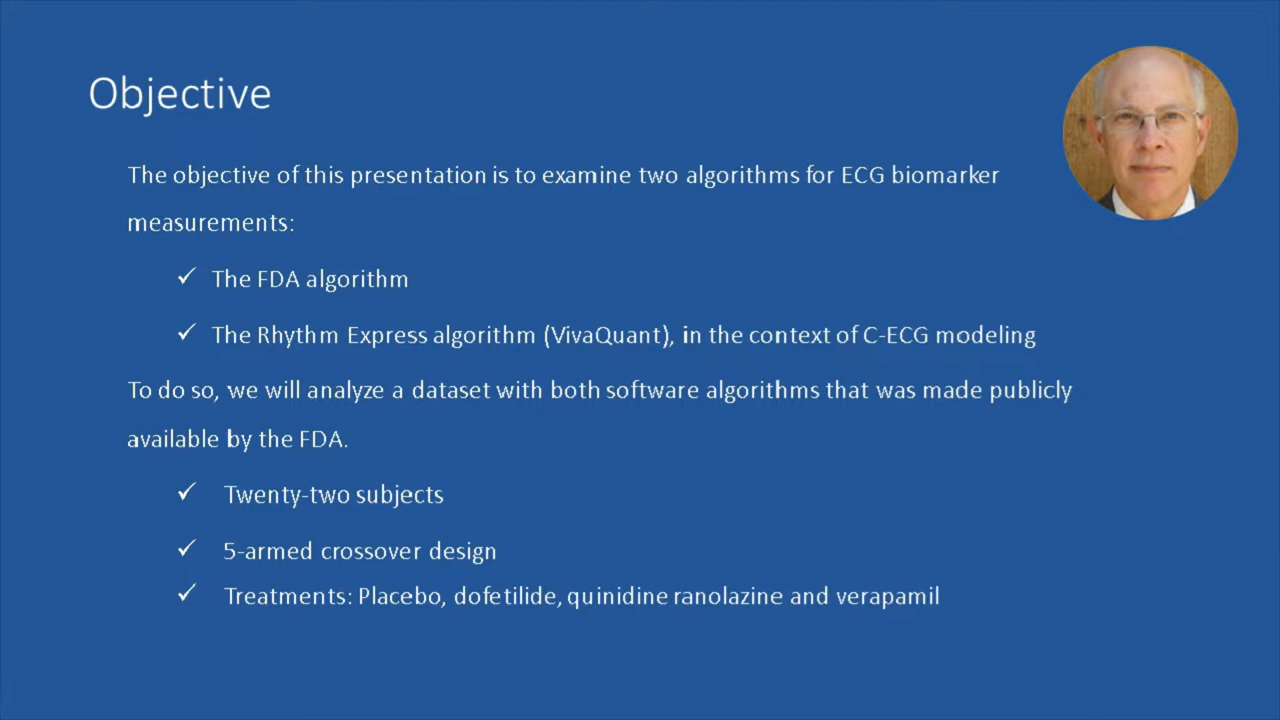 Objective
The objective of this presentation is to examine two algorithms for ECG biomarker
measurements:
✓ The FDA algorithm
✓ The Rhythm Express algorithm (VivaQuant), in the context of C-ECG modeling
To do so, we will analyze a dataset with both software algorithms that was made publicly
available by the FDA.
✓ Twenty-two subjects
✓ 5-armed crossover design
✓ Treatments: Placebo, dofetilide, quinidine ranolazine and verapamil